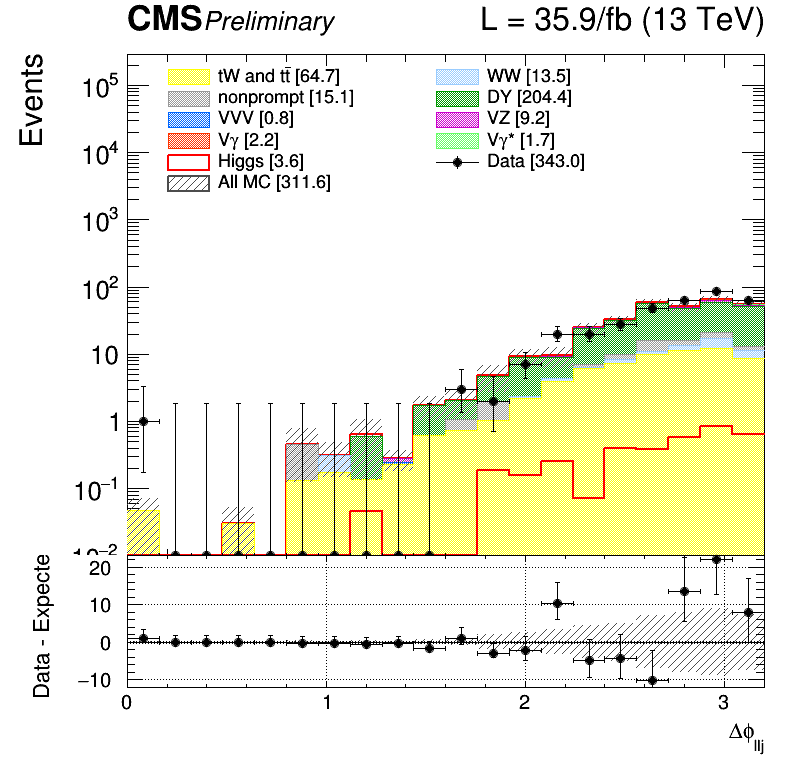 CMS Preliminary L = 35.9/fb (13 TeV)
Events
10⁵
10⁴
10³
10²
10
1
10⁻¹
10⁻²
tW and tt̄ [64.7] WW [13.5]
nonprompt [15.1] DY [204.4]
VVV [0.8] VZ [9.2]
Vγ [2.2] Vγ* [1.7]
Higgs [3.6] Data [343.0]
All MC [311.6]
Data - Expecte
20
10
0
−10
0 1 2 3
Δϕllj